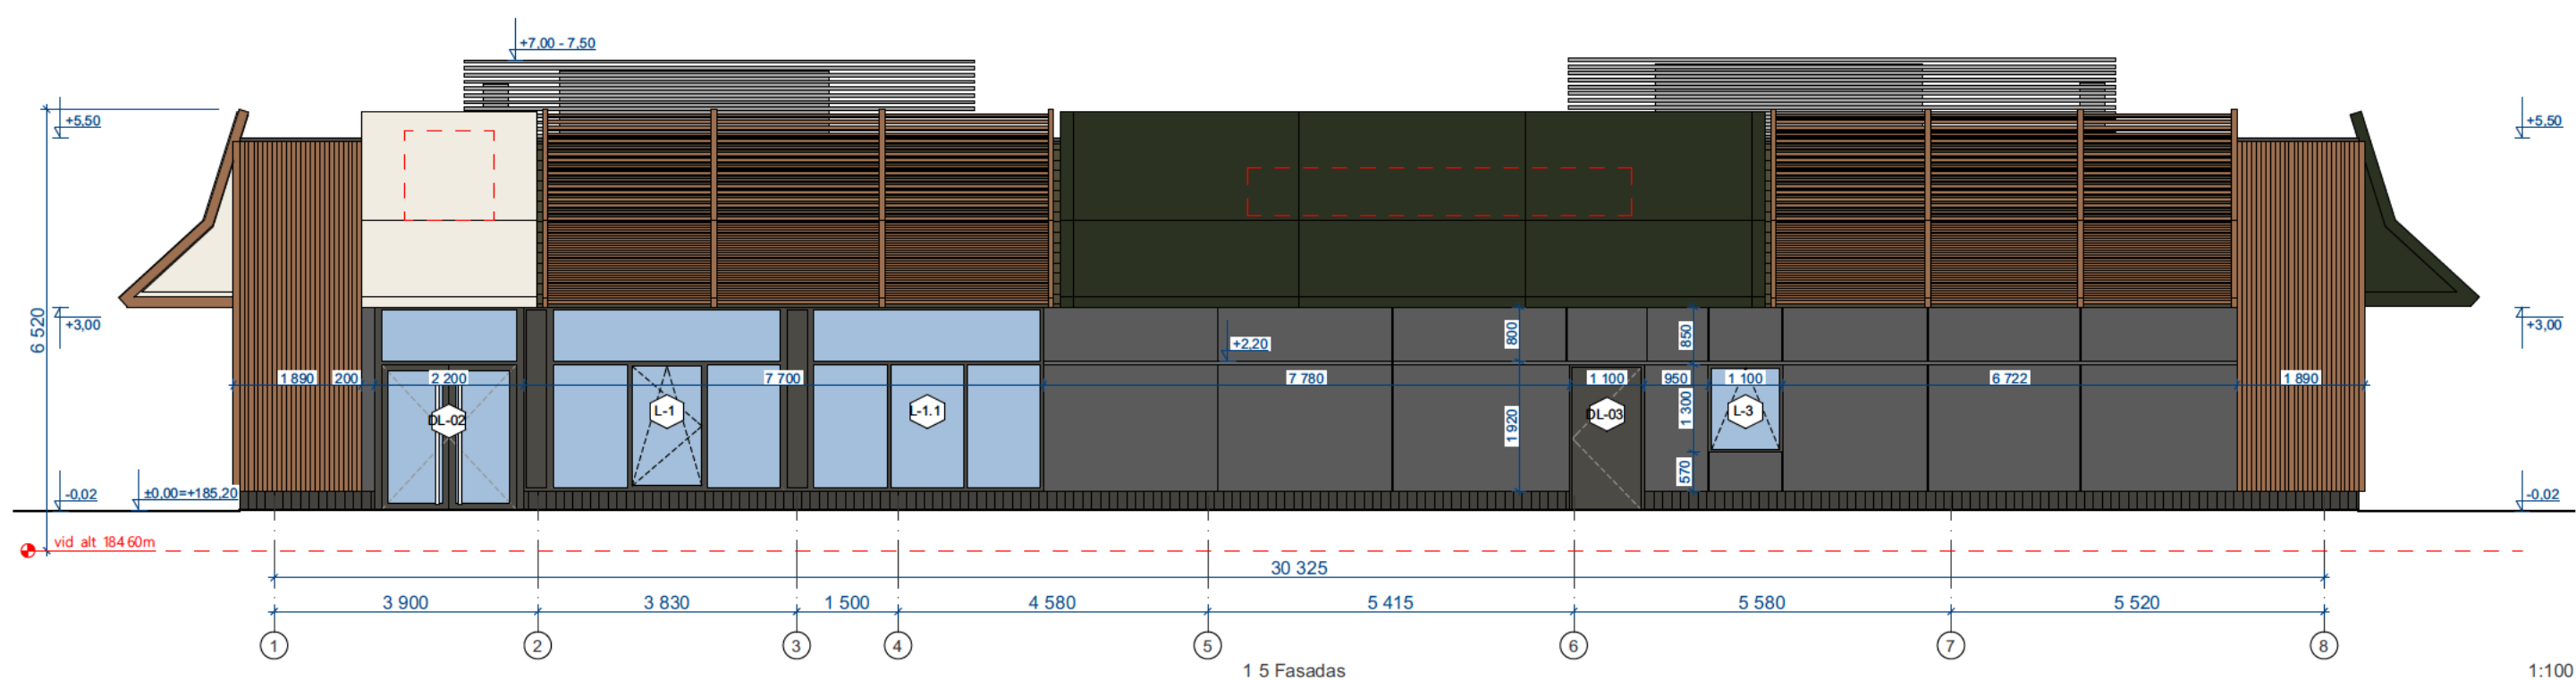 +7,00 - 7,50
+5,50
+5,50
+3,00
+3,00
6 520
+2,20
800
850
1 890 200 2 200 7 700 7 780 1 100 950 1 100 6 722 1 890
DL-02 L-1 L-1.1 DL-03 L-3
1 920
1 300
570
-0,02 ±0,00=+185,20
-0,02
vid alt 184 60m
30 325
3 900 3 830 1 500 4 580 5 415 5 580 5 520
1 2 3 4 5 6 7 8
1 5 Fasadas 1:100